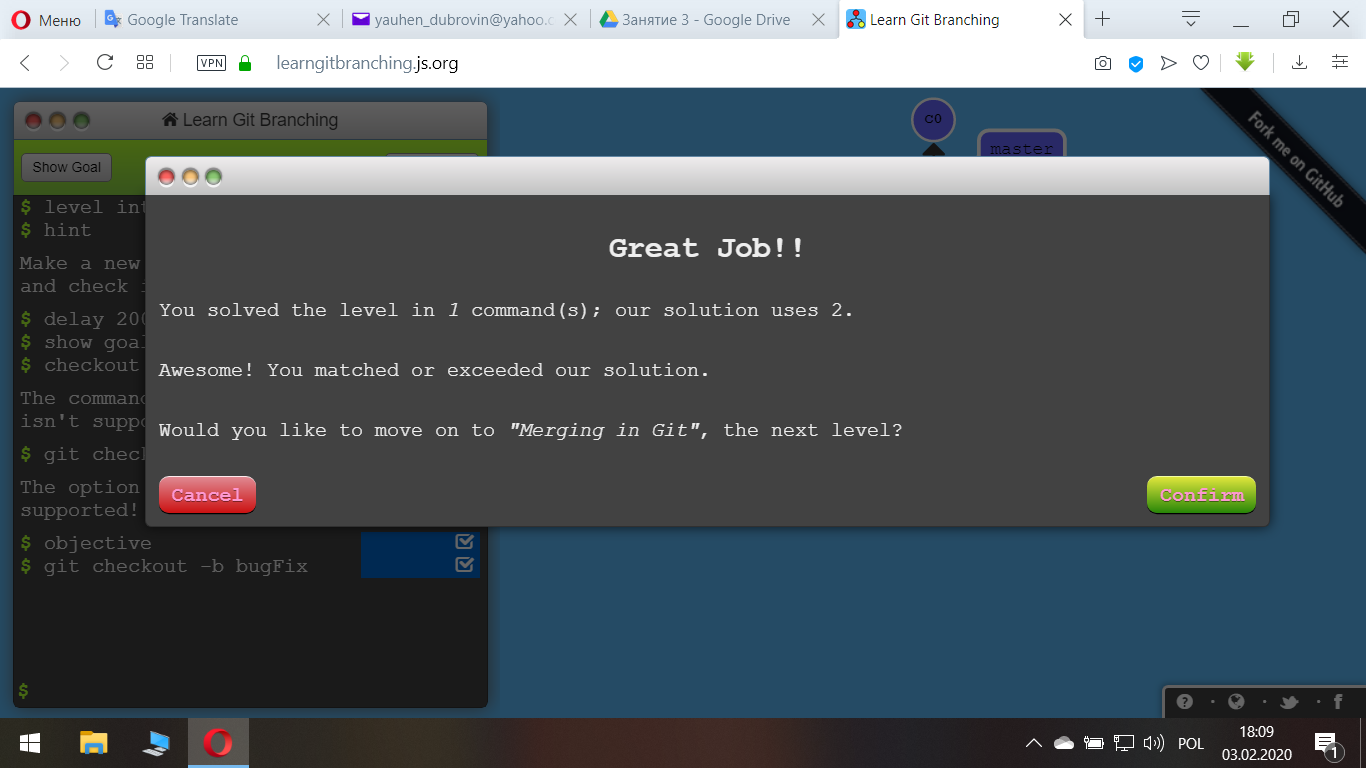 Меню
Google Translate
yauhen_dubrovin@yahoo.c
Занятие 3 - Google Drive
Learn Git Branching
VPN
learngitbranching.js.org
Learn Git Branching
C0
master
Fork me on GitHub
Show Goal
$ level int
$ hint
Make a new
and check
$ delay 200
$ show goal
$ checkout
The command
isn't suppo
$ git chec
The option
supported!
$ objective
$ git checkout -b bugFix
$
Great Job!!
You solved the level in 1 command(s); our solution uses 2.
Awesome! You matched or exceeded our solution.
Would you like to move on to "Merging in Git", the next level?
Cancel
Confirm
POL
18:09
03.02.2020
1